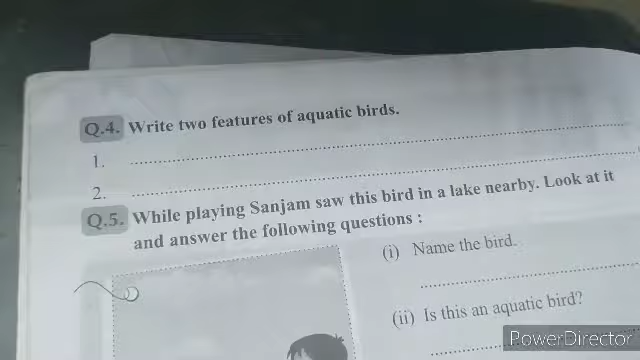 Q.4. Write two features of aquatic birds.
1. ....................
2. ....................
Q.5. While playing Sanjam saw this bird in a lake nearby. Look at it
and answer the following questions :
(i) Name the bird.
....................
(ii) Is this an aquatic bird?
....................
PowerDirector